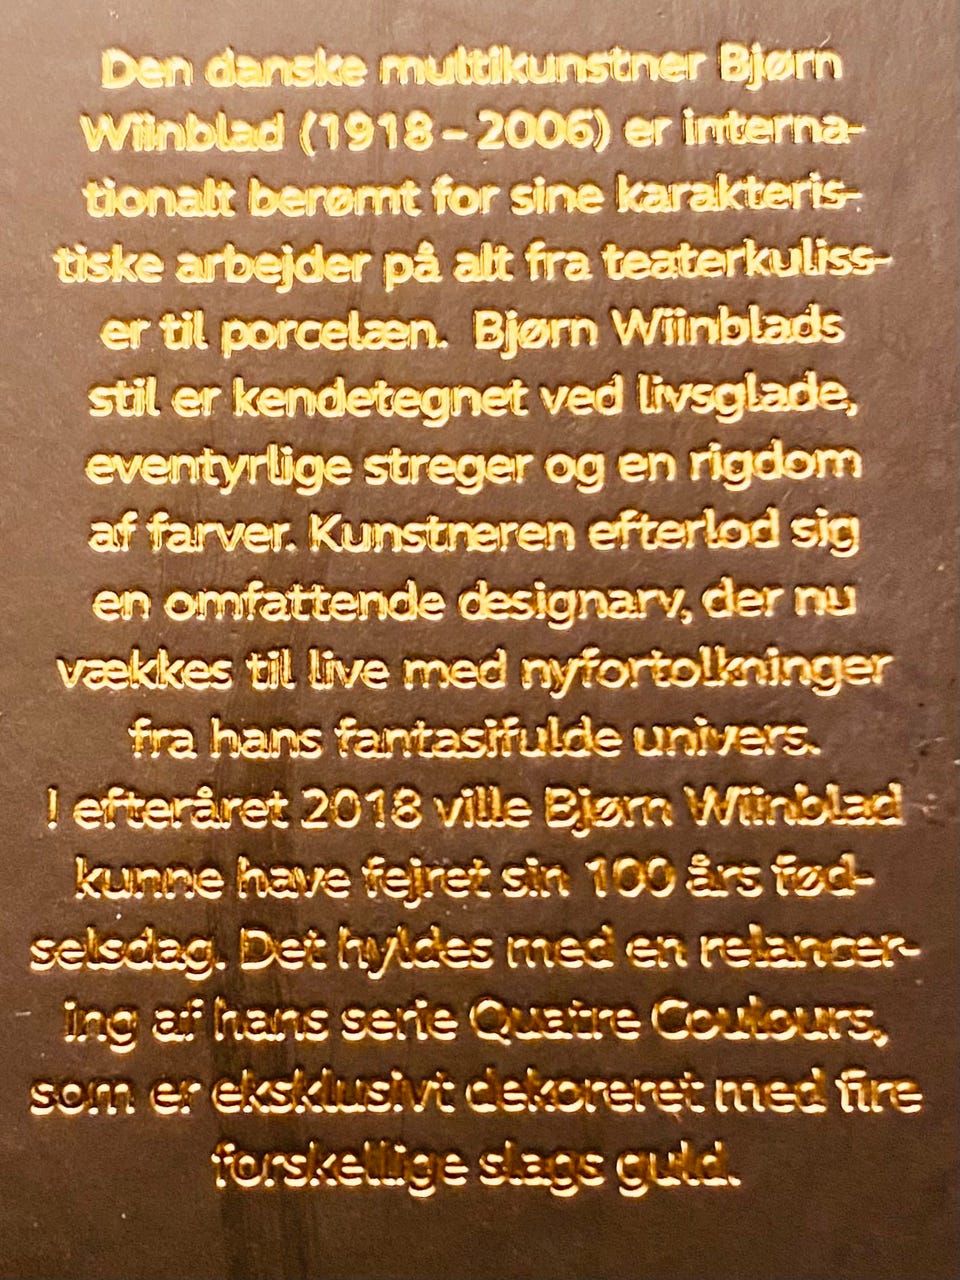 Den danske multikunstner Bjørn
Wiinblad (1918 – 2006) er interna-
tionalt berømt for sine karakteris-
tiske arbejder på alt fra teaterkuliss-
er til porcelæn. Bjørn Wiinblads
stil er kendetegnet ved livsglade,
eventyrlige streger og en rigdom
af farver. Kunstneren efterlod sig
en omfattende designarv, der nu
vækkes til live med nyfortolkninger
fra hans fantasifulde univers.
I efteråret 2018 ville Bjørn Wiinblad
kunne have fejret sin 100 års fød-
selsdag. Det hyldes med en relancer-
ing af hans serie Quatre Coulours,
som er eksklusivt dekoreret med fire
forskellige slags guld.